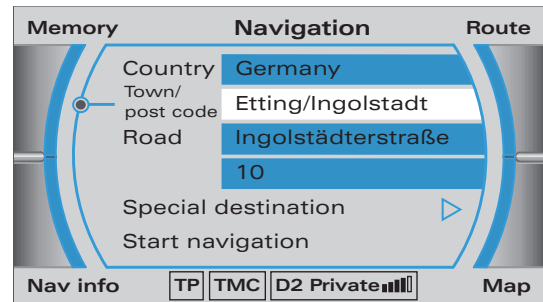 Memory Navigation Route
Country Germany
Town/
post code Etting/Ingolstadt
Road Ingolstädterstraße
10
Special destination
Start navigation
Nav info TP TMC D2 Private Map